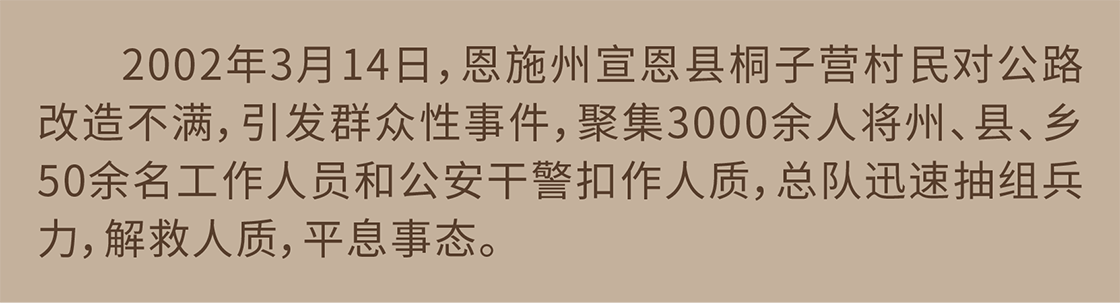 2002年3月14日，恩施州宣恩县桐子营村民对公路
改造不满，引发群众性事件，聚集3000余人将州、县、乡
50余名工作人员和公安干警扣作人质，总队迅速抽组兵
力，解救人质，平息事态。